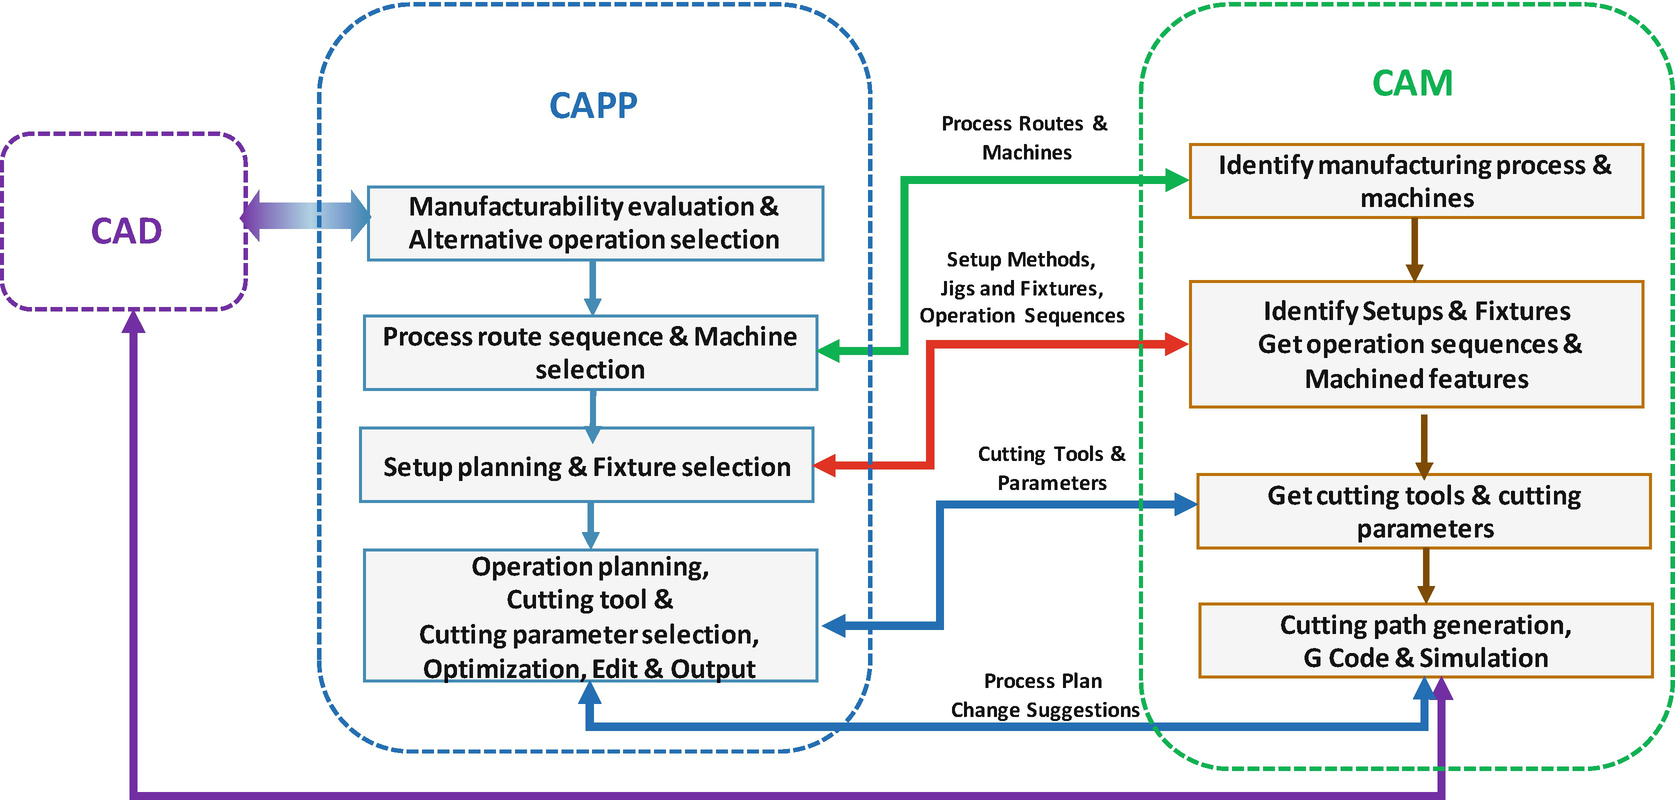 CAD
CAPP
Manufacturability evaluation &
Alternative operation selection
Process route sequence & Machine
selection
Setup planning & Fixture selection
Operation planning,
Cutting tool &
Cutting parameter selection,
Optimization, Edit & Output
Process Routes &
Machines
Setup Methods,
Jigs and Fixtures,
Operation Sequences
Cutting Tools &
Parameters
Process Plan
Change Suggestions
CAM
Identify manufacturing process &
machines
Identify Setups & Fixtures
Get operation sequences &
Machined features
Get cutting tools & cutting
parameters
Cutting path generation,
G Code & Simulation